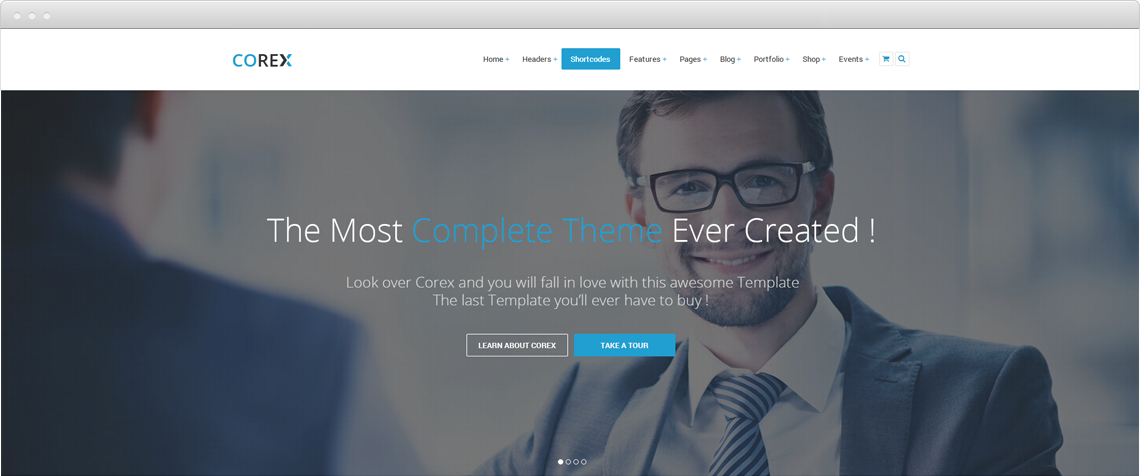 COREX
Home + Headers + Shortcodes Features + Pages + Blog + Portfolio + Shop + Events +
The Most Complete Theme Ever Created !
Look over Corex and you will fall in love with this awesome Template
The last Template you'll ever have to buy !
LEARN ABOUT COREX TAKE A TOUR